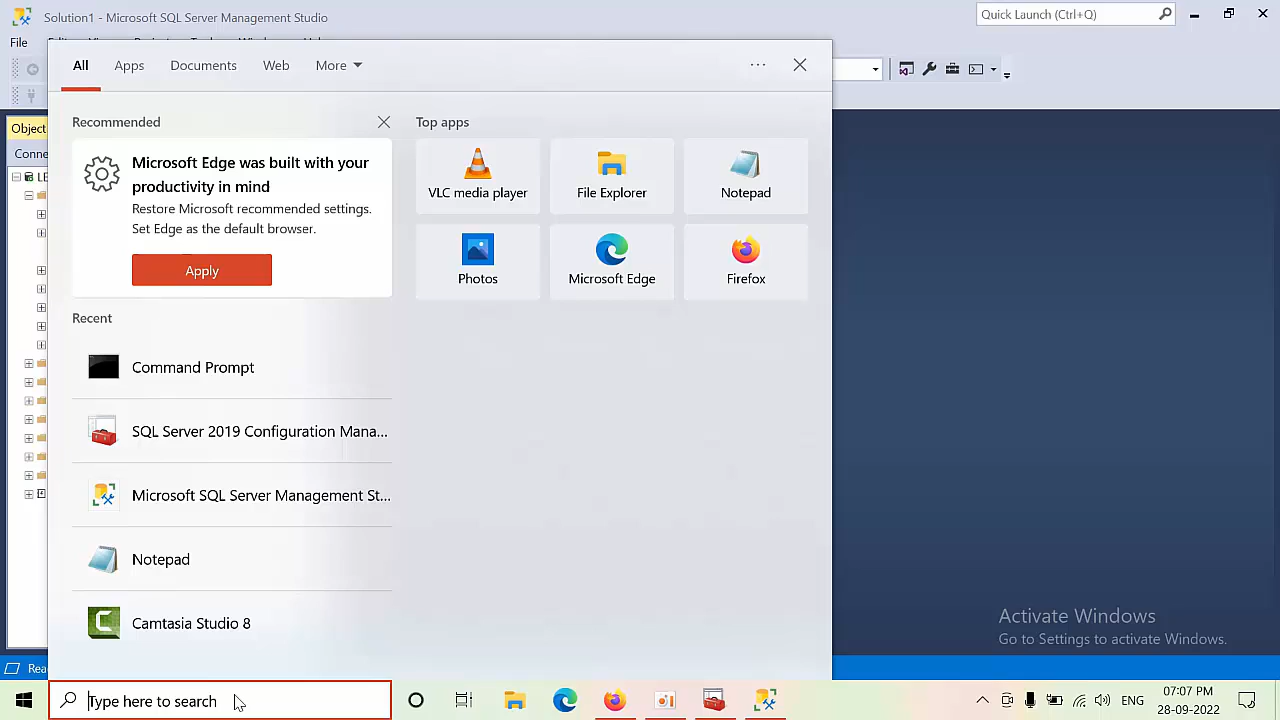 Solution1 - Microsoft SQL Server Management Studio
Quick Launch (Ctrl+Q)
File
All
Apps
Documents
Web
More
Recommended
Top apps
Object
Conne
Microsoft Edge was built with your
productivity in mind
Restore Microsoft recommended settings.
Set Edge as the default browser.
Apply
VLC media player
File Explorer
Notepad
Photos
Microsoft Edge
Firefox
Recent
Command Prompt
SQL Server 2019 Configuration Mana...
Microsoft SQL Server Management St...
Notepad
Camtasia Studio 8
Activate Windows
Go to Settings to activate Windows.
Rea
Type here to search
ENG
07:07 PM
28-09-2022